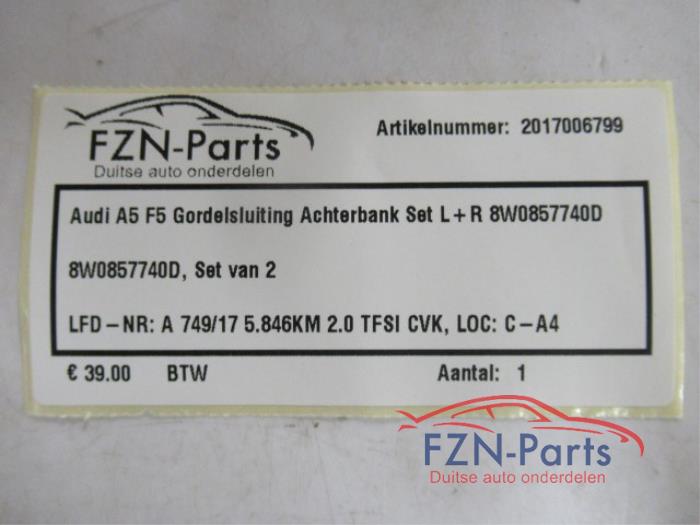 FZN-Parts
Duitse auto onderdelen
Artikelnummer: 2017006799
Audi A5 F5 Gordelsluiting Achterbank Set L+R 8W0857740D
8W0857740D, Set van 2
LFD-NR: A 749/17 5.846KM 2.0 TFSI CVK, LOC: C-A4
€ 39.00 BTW Aantal: 1
FZN-Parts
Duitse auto onderdelen